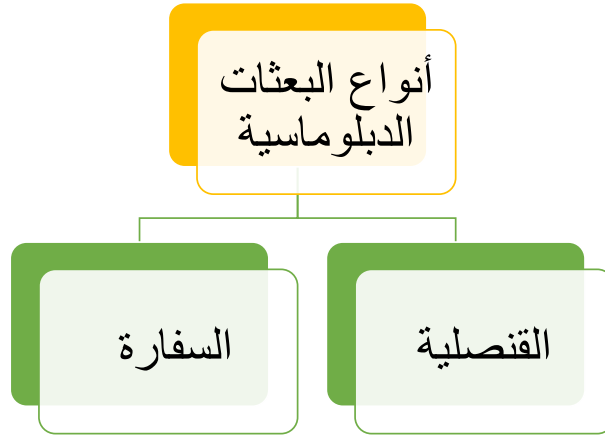 أنواع البعثات
الدبلوماسية
القنصلية
السفارة